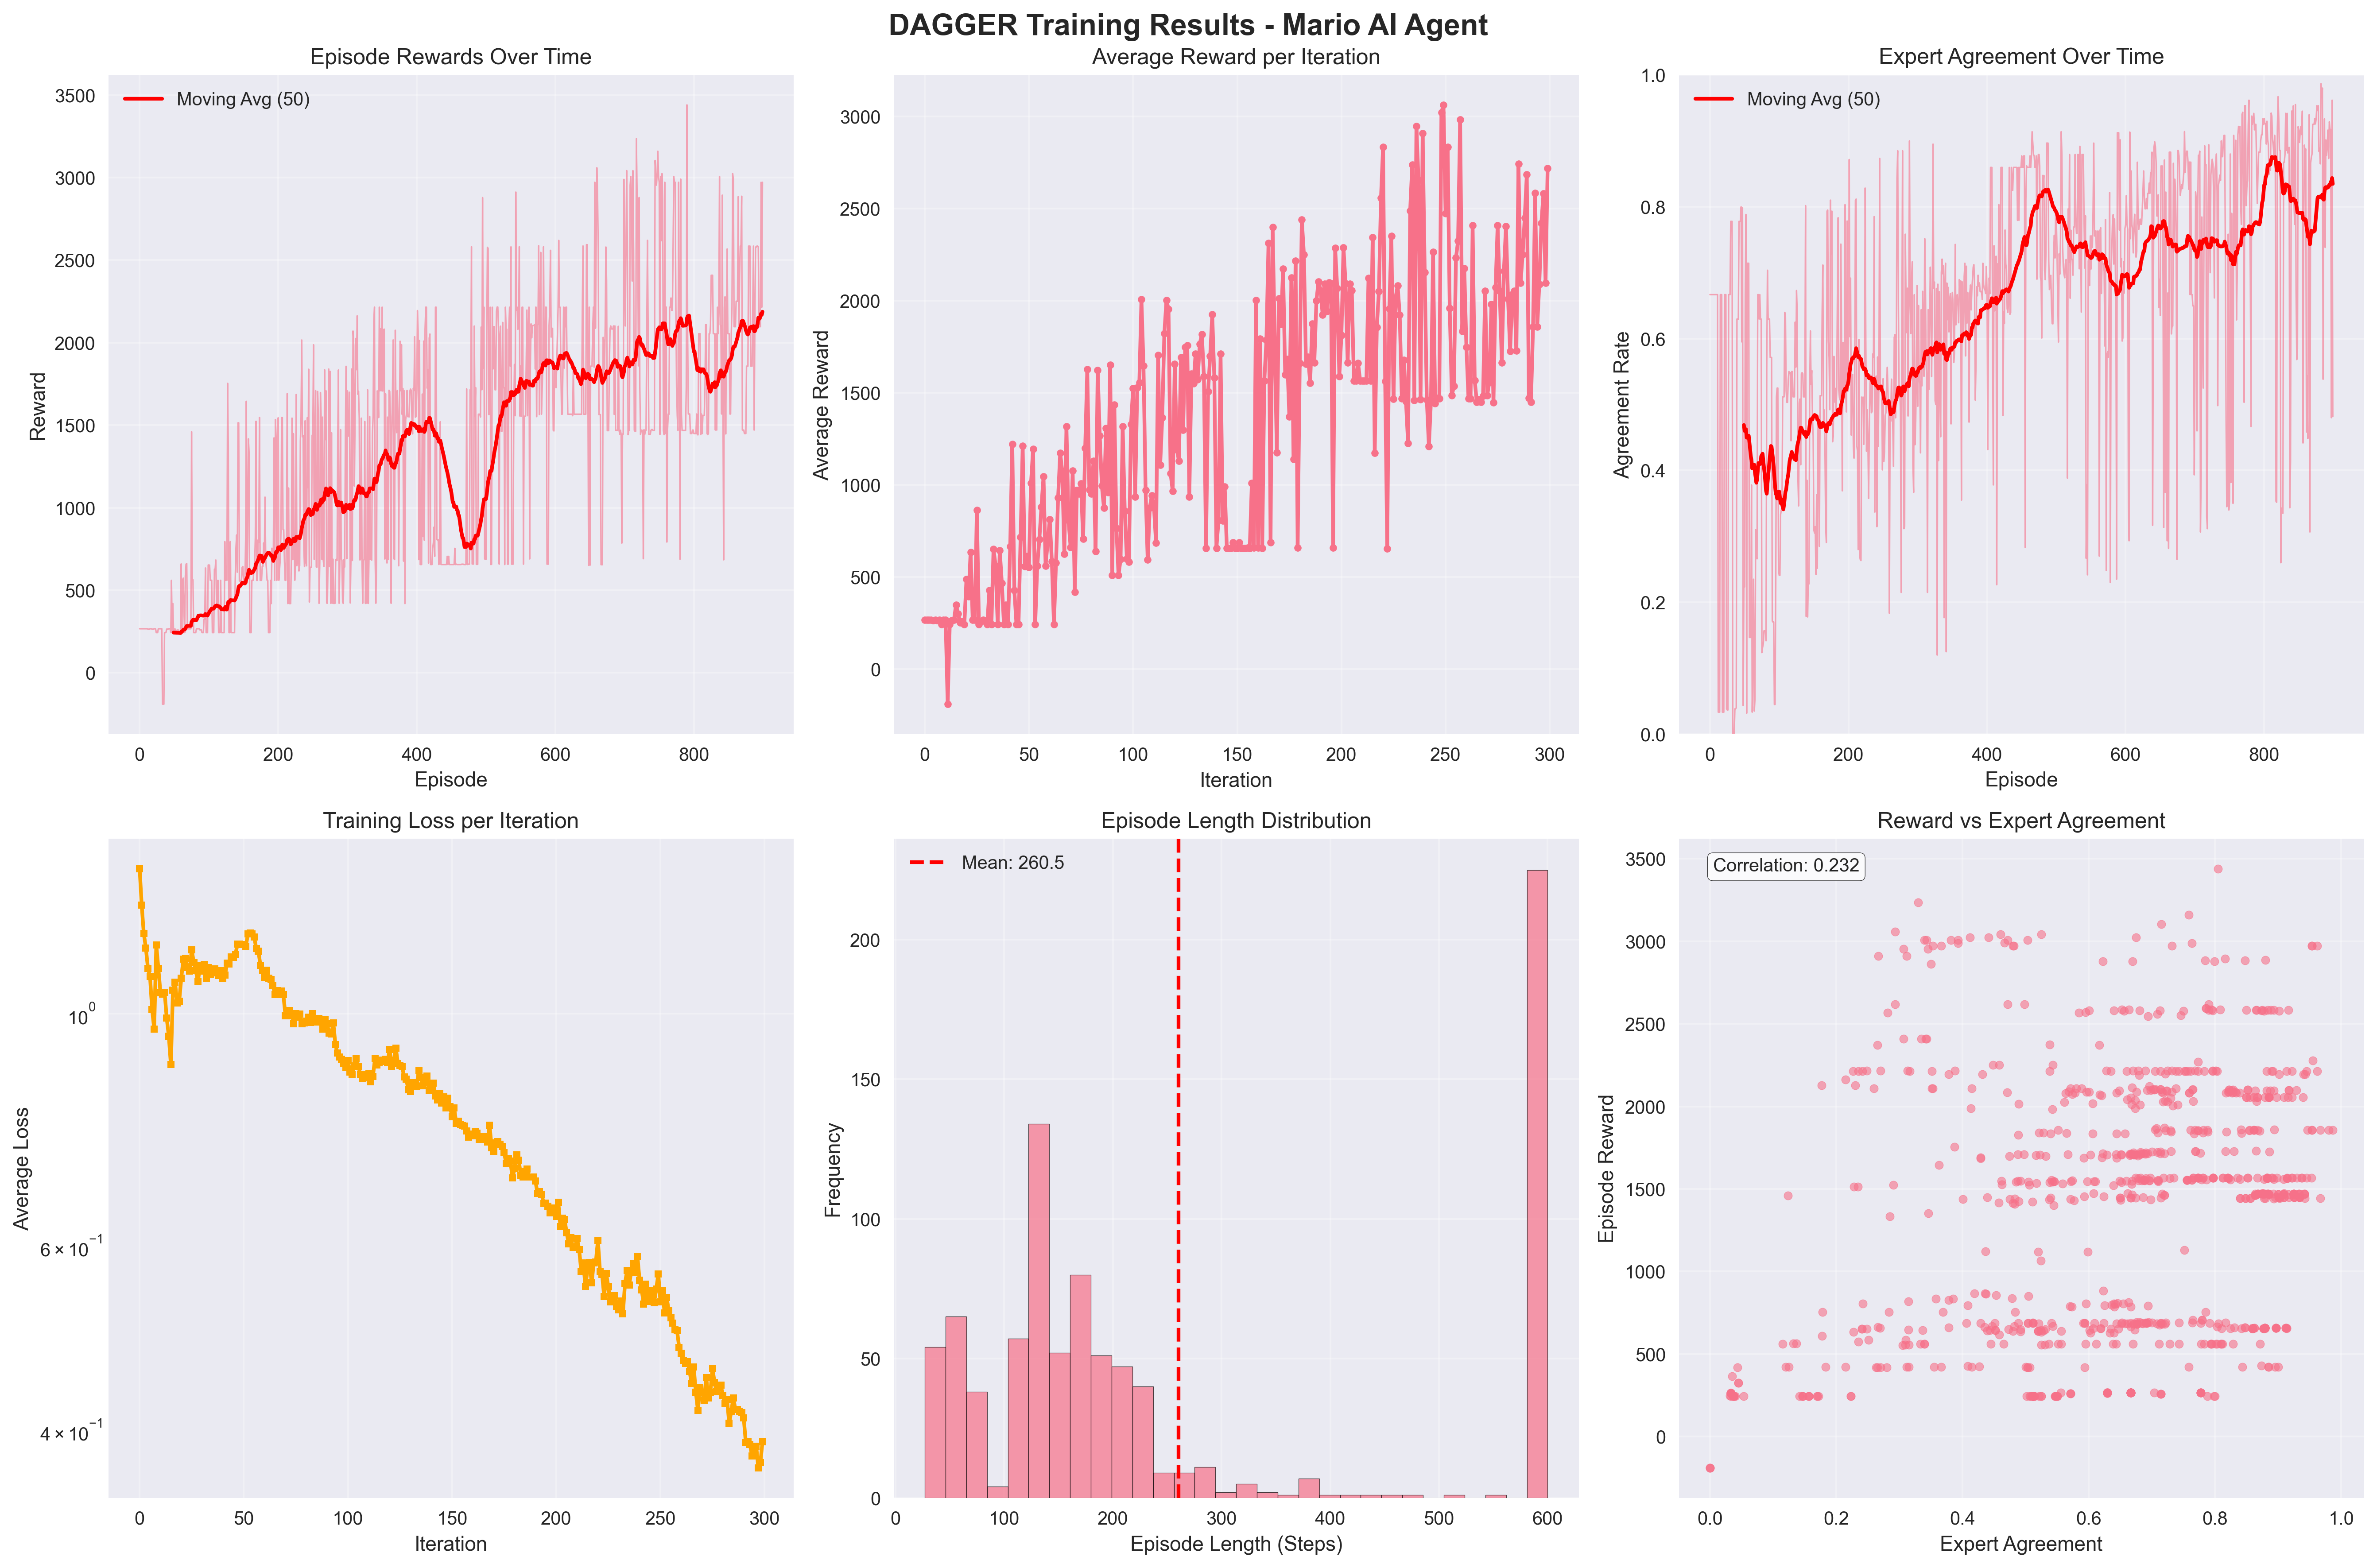 DAGGER Training Results - Mario AI Agent
Episode Rewards Over Time
Moving Avg (50)
3500
3000
2500
2000
1500
1000
500
0
Reward
0 200 400 600 800
Episode
Average Reward per Iteration
3000
2500
2000
1500
1000
500
0
Average Reward
0 50 100 150 200 250 300
Iteration
Expert Agreement Over Time
Moving Avg (50)
1.0
0.8
0.6
0.4
0.2
0.0
Agreement Rate
0 200 400 600 800
Episode
Training Loss per Iteration
10⁰
6 × 10⁻¹
4 × 10⁻¹
Average Loss
0 50 100 150 200 250 300
Iteration
Episode Length Distribution
Mean: 260.5
200
150
100
50
0
Frequency
0 100 200 300 400 500 600
Episode Length (Steps)
Reward vs Expert Agreement
Correlation: 0.232
3500
3000
2500
2000
1500
1000
500
0
Episode Reward
0.0 0.2 0.4 0.6 0.8 1.0
Expert Agreement